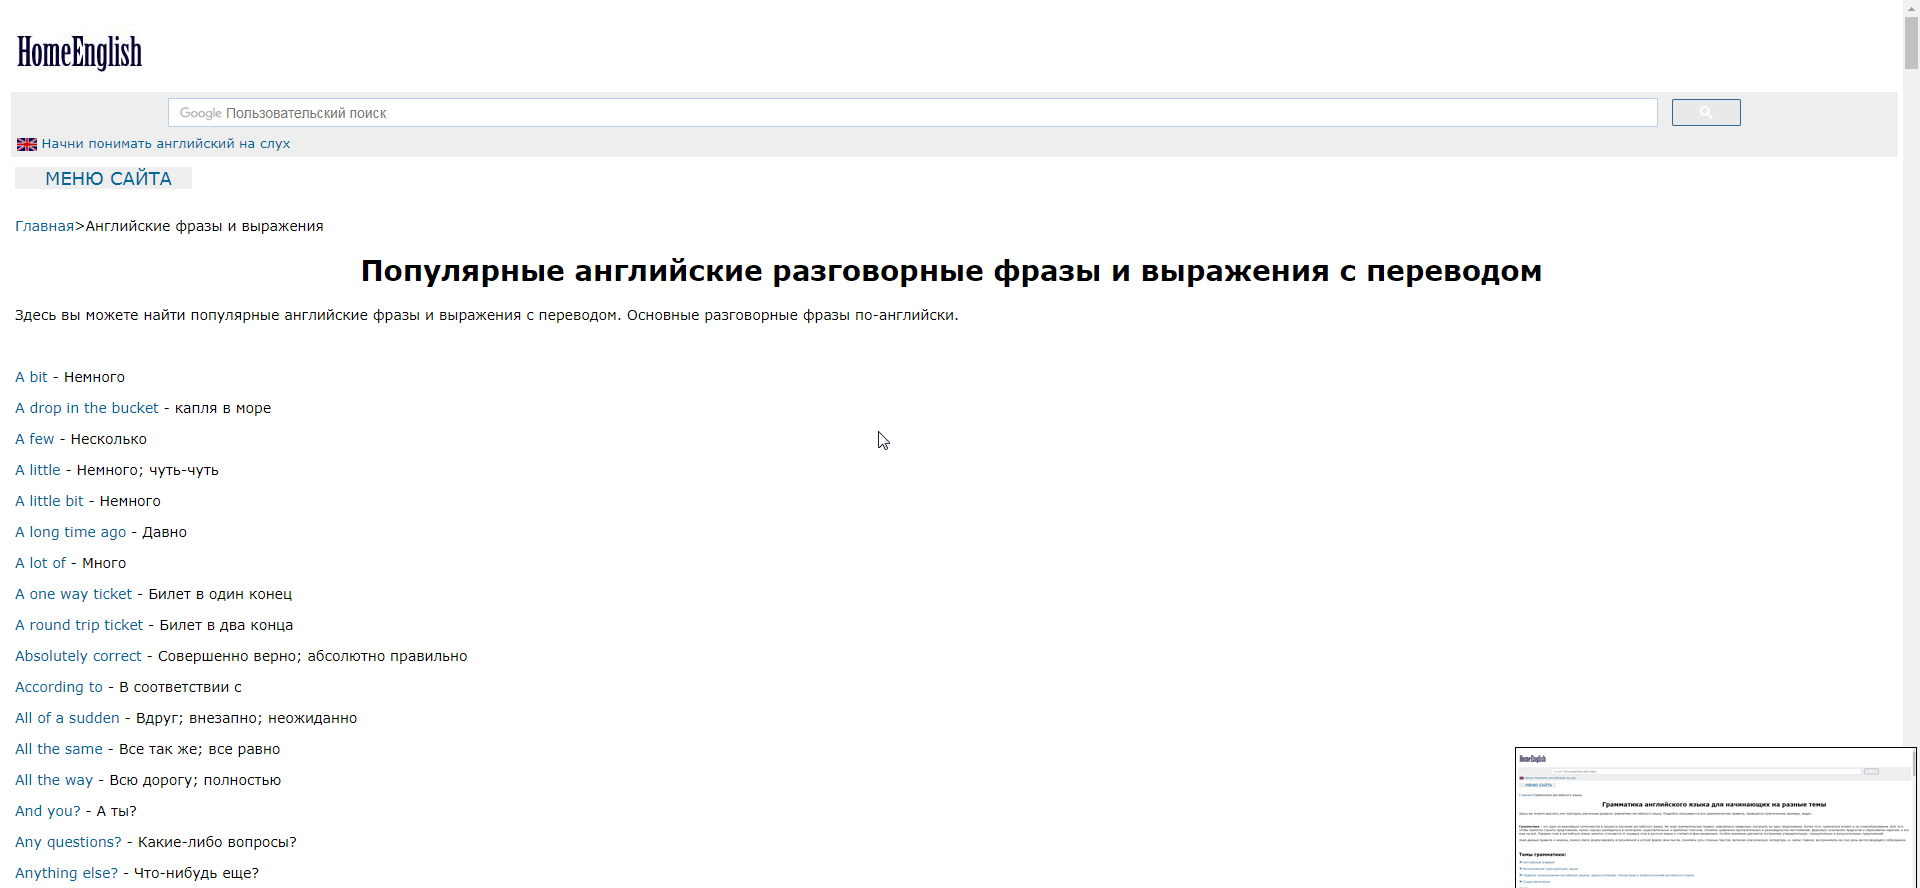 HomeEnglish
Google Пользовательский поиск
Начни понимать английский на слух
МЕНЮ САЙТА
Главная>Английские фразы и выражения
Популярные английские разговорные фразы и выражения с переводом
Здесь вы можете найти популярные английские фразы и выражения с переводом. Основные разговорные фразы по-английски.
A bit - Немного
A drop in the bucket - капля в море
A few - Несколько
A little - Немного; чуть-чуть
A little bit - Немного
A long time ago - Давно
A lot of - Много
A one way ticket - Билет в один конец
A round trip ticket - Билет в два конца
Absolutely correct - Совершенно верно; абсолютно правильно
According to - В соответствии с
All of a sudden - Вдруг; внезапно; неожиданно
All the same - Все так же; все равно
All the way - Всю дорогу; полностью
And you? - А ты?
Any questions? - Какие-либо вопросы?
Anything else? - Что-нибудь еще?
HomeEnglish
МЕНЮ САЙТА
Грамматика английского языка для начинающих на разные темы
Темы грамматики: